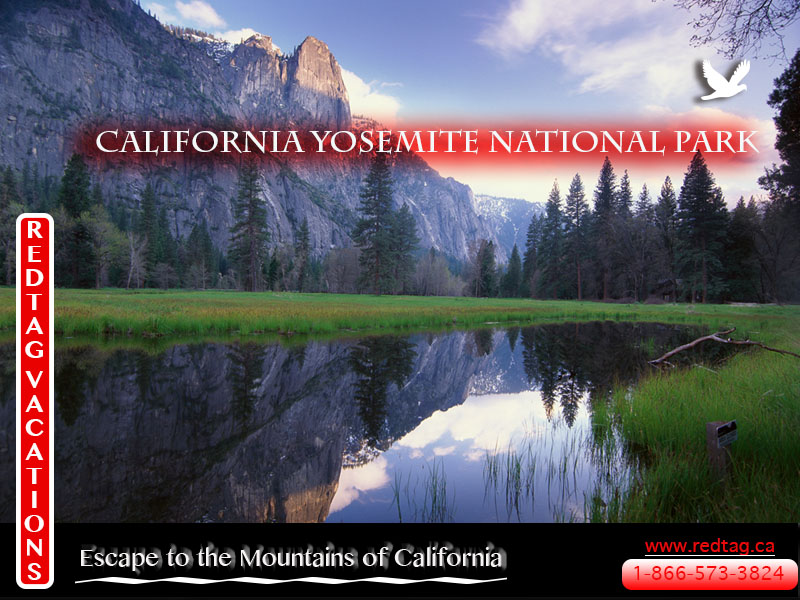 CALIFORNIA YOSEMITE NATIONAL PARK
REDTAG VACATIONS
Escape to the Mountains of California
www.redtag.ca
1-866-573-3824